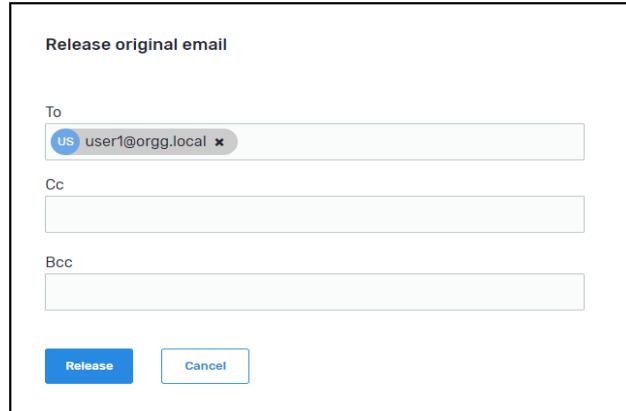 Release original email
To
US user1@orgg.local ×
Cc
Bcc
Release Cancel